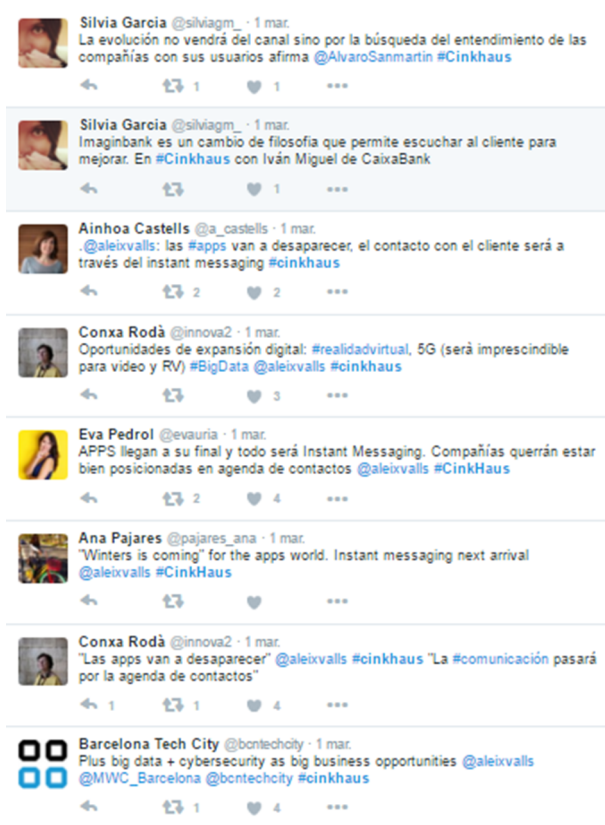 Silvia Garcia @silviagm_ · 1 mar.
La evolución no vendrá del canal sino por la búsqueda del entendimiento de las
compañías con sus usuarios afirma @AlvaroSanmartin #Cinkhaus
1 1
Silvia Garcia @silviagm_ · 1 mar.
Imaginbank es un cambio de filosofia que permite escuchar al cliente para
mejorar. En #Cinkhaus con Iván Miguel de CaixaBank
1
Ainhoa Castells @a_castells · 1 mar.
.@aleixvalls: las #apps van a desaparecer, el contacto con el cliente será a
través del instant messaging #cinkhaus
2 2
Conxa Rodà @innova2 · 1 mar.
Oportunidades de expansión digital: #realidadvirtual, 5G (serà imprescindible
para video y RV) #BigData @aleixvalls #cinkhaus
3
Eva Pedrol @evauria · 1 mar.
APPS llegan a su final y todo será Instant Messaging. Compañías querrán estar
bien posicionadas en agenda de contactos @aleixvalls #CinkHaus
2 4
Ana Pajares @pajares_ana · 1 mar.
"Winters is coming" for the apps world. Instant messaging next arrival
@aleixvalls #CinkHaus
Conxa Rodà @innova2 · 1 mar.
"Las apps van a desaparecer" @aleixvalls #cinkhaus "La #comunicación pasará
por la agenda de contactos"
1 1 4
Barcelona Tech City @bcntechcity · 1 mar.
Plus big data + cybersecurity as big business opportunities @aleixvalls
@MWC_Barcelona @bcntechcity #cinkhaus
1 4